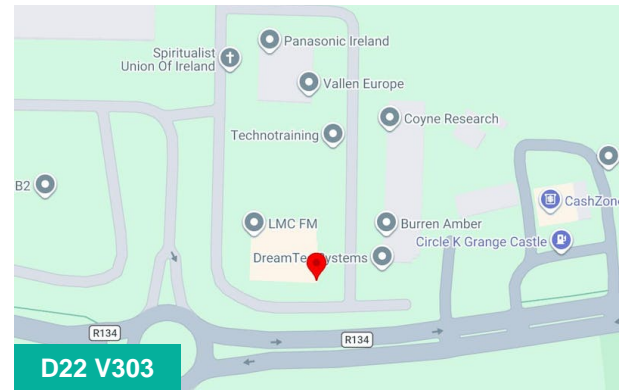 Panasonic Ireland
Spiritualist
Union Of Ireland
Vallen Europe
Coyne Research
Technotraining
B2
CashZone
LMC FM
Burren Amber
Circle K Grange Castle
Systems
R134
R134
D22 V303